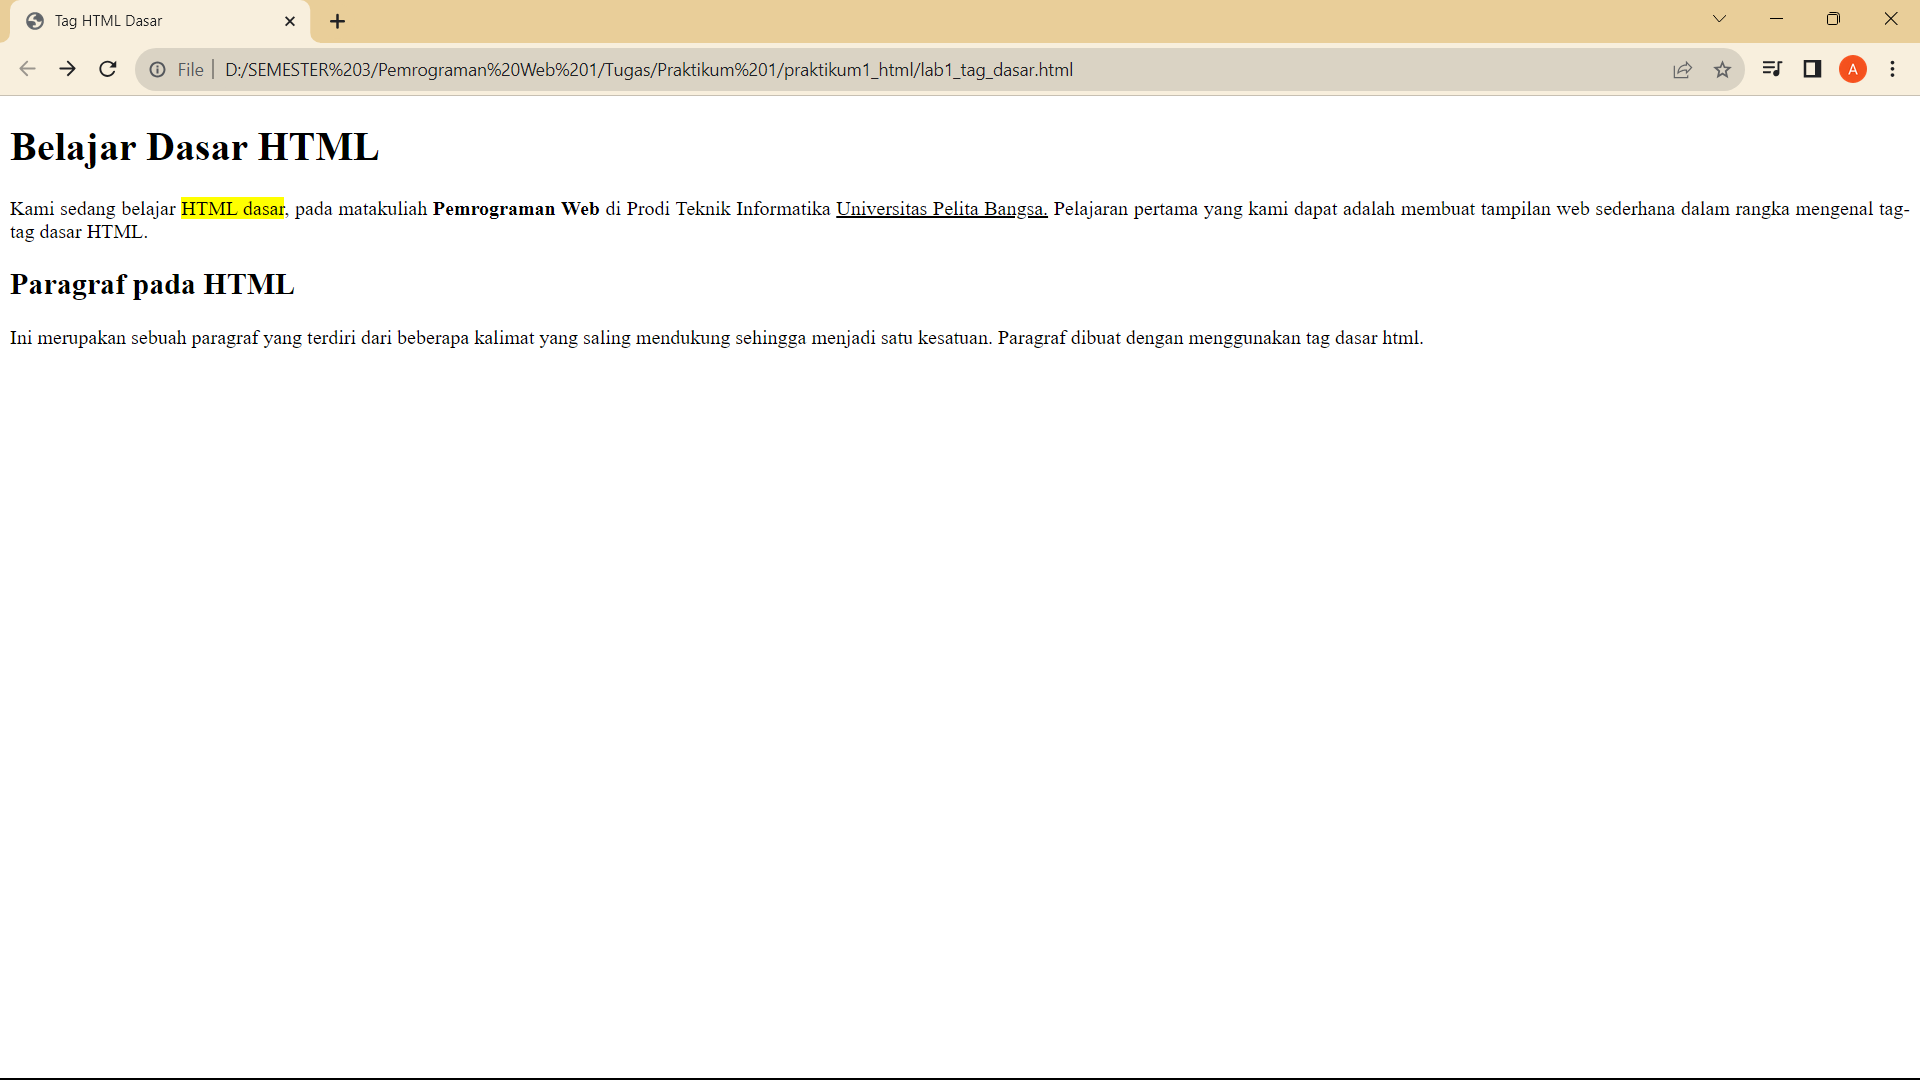 Tag HTML Dasar
File D:/SEMESTER%203/Pemrograman%20Web%201/Tugas/Praktikum%201/praktikum1_html/lab1_tag_dasar.html
A
Belajar Dasar HTML
Kami sedang belajar HTML dasar, pada matakuliah Pemrograman Web di Prodi Teknik Informatika Universitas Pelita Bangsa. Pelajaran pertama yang kami dapat adalah membuat tampilan web sederhana dalam rangka mengenal tag-
tag dasar HTML.
Paragraf pada HTML
Ini merupakan sebuah paragraf yang terdiri dari beberapa kalimat yang saling mendukung sehingga menjadi satu kesatuan. Paragraf dibuat dengan menggunakan tag dasar html.